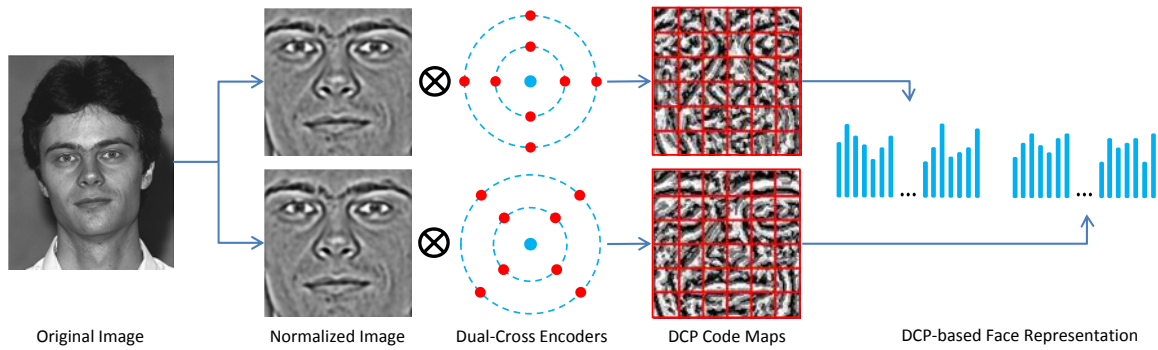 ... ...
Original Image Normalized Image Dual-Cross Encoders DCP Code Maps DCP-based Face Representation